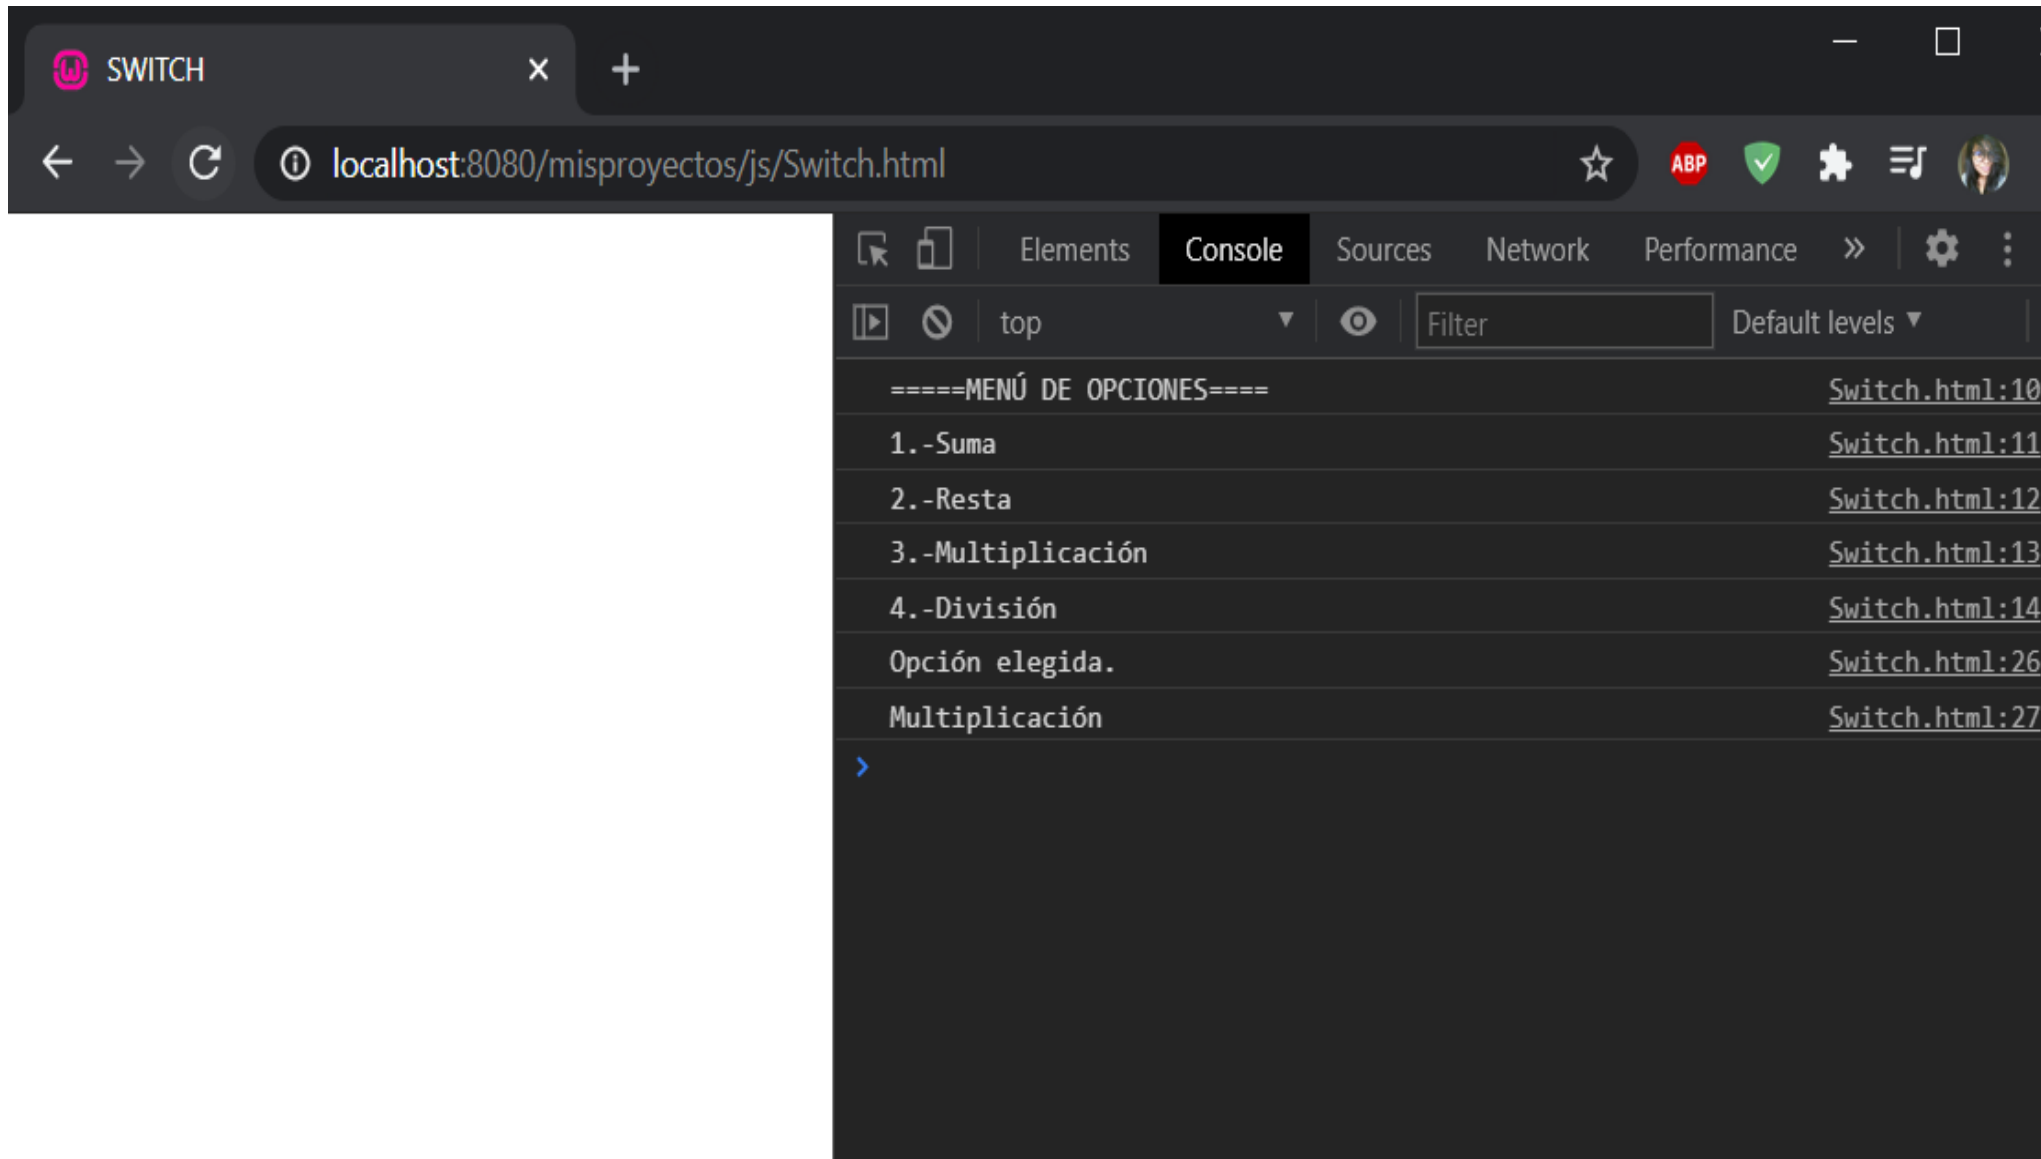 SWITCH
localhost:8080/misproyectos/js/Switch.html
ABP
Elements Console Sources Network Performance
top Filter Default levels
=====MENÚ DE OPCIONES==== Switch.html:10
1.-Suma Switch.html:11
2.-Resta Switch.html:12
3.-Multiplicación Switch.html:13
4.-División Switch.html:14
Opción elegida. Switch.html:26
Multiplicación Switch.html:27